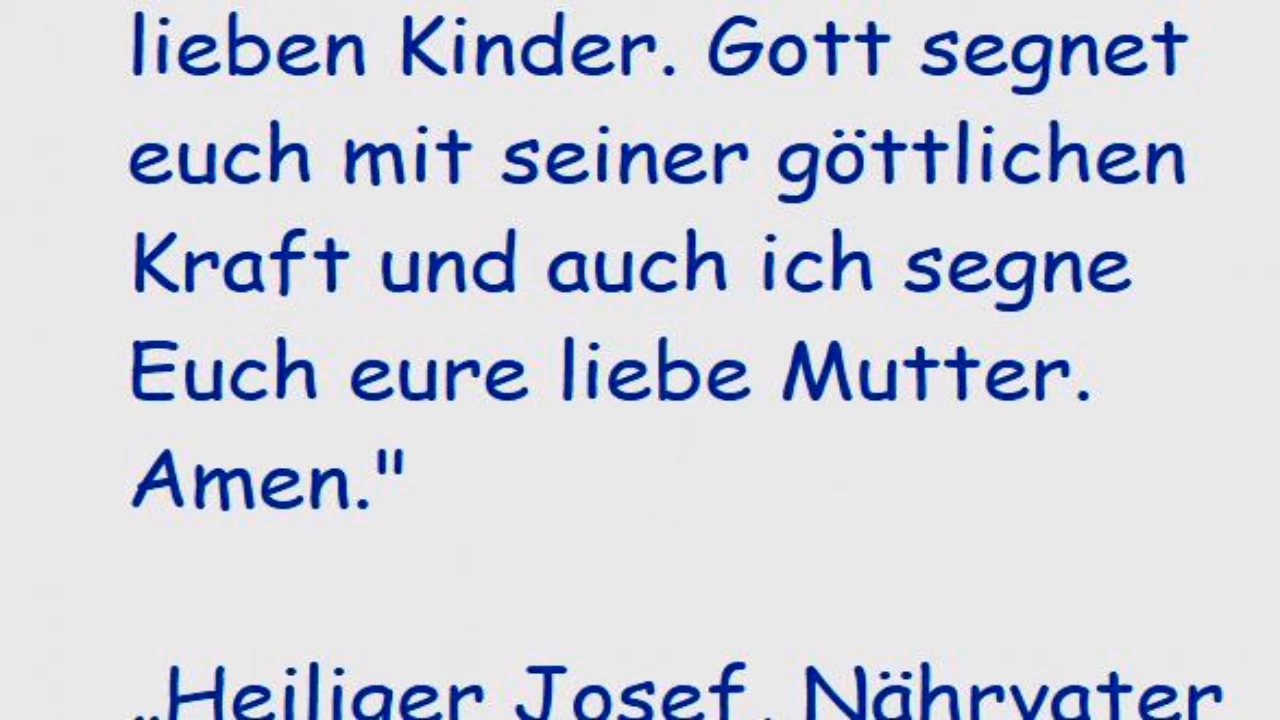 lieben Kinder. Gott segnet
euch mit seiner göttlichen
Kraft und auch ich segne
Euch eure liebe Mutter.
Amen."
„Heiliger Josef, Nährvater